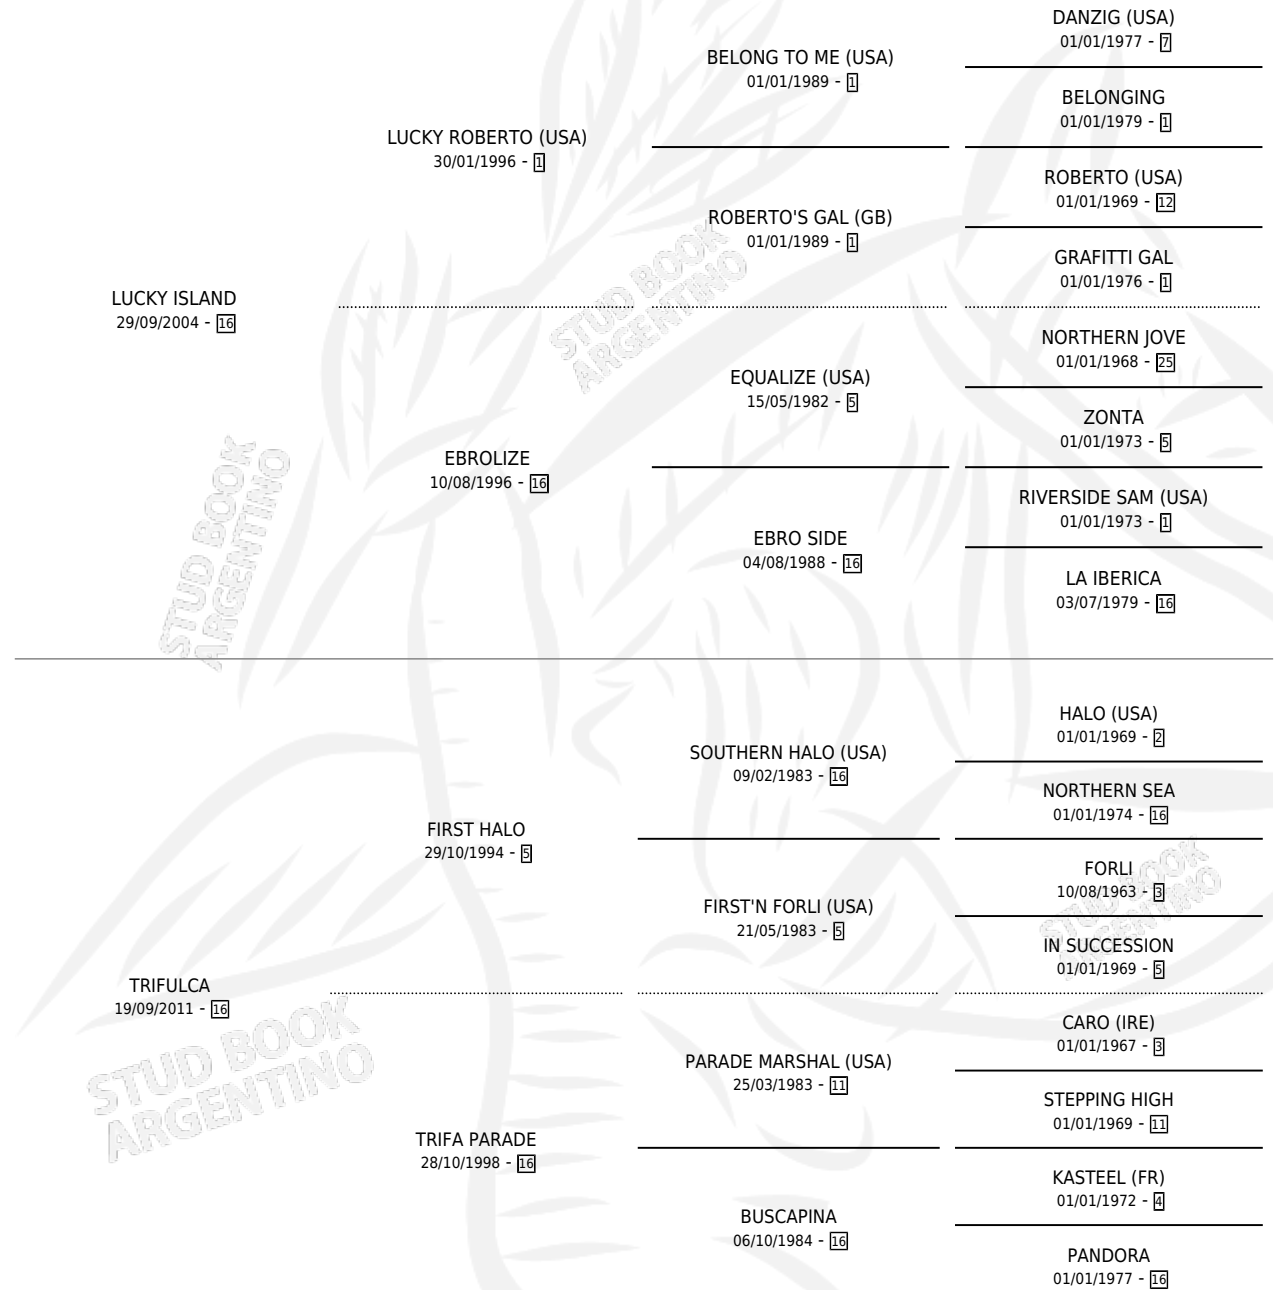 DANZIG (USA)
01/01/1977 - 7
BELONG TO ME (USA)
01/01/1989 - 1
BELONGING
01/01/1979 - 1
LUCKY ROBERTO (USA)
30/01/1996 - 1
ROBERTO (USA)
01/01/1969 - 12
ROBERTO'S GAL (GB)
01/01/1989 - 1
GRAFITTI GAL
01/01/1976 - 1
LUCKY ISLAND
29/09/2004 - 16
NORTHERN JOVE
01/01/1968 - 25
EQUALIZE (USA)
15/05/1982 - 5
ZONTA
01/01/1973 - 5
EBROLIZE
10/08/1996 - 16
RIVERSIDE SAM (USA)
01/01/1973 - 1
EBRO SIDE
04/08/1988 - 16
LA IBERICA
03/07/1979 - 16
HALO (USA)
01/01/1969 - 2
SOUTHERN HALO (USA)
09/02/1983 - 16
NORTHERN SEA
01/01/1974 - 16
FIRST HALO
29/10/1994 - 5
FORLI
10/08/1963 - 3
FIRST'N FORLI (USA)
21/05/1983 - 5
IN SUCCESSION
01/01/1969 - 5
TRIFULCA
19/09/2011 - 16
CARO (IRE)
01/01/1967 - 3
PARADE MARSHAL (USA)
25/03/1983 - 11
STEPPING HIGH
01/01/1969 - 11
TRIFA PARADE
28/10/1998 - 16
KASTEEL (FR)
01/01/1972 - 4
BUSCAPINA
06/10/1984 - 16
PANDORA
01/01/1977 - 16
STUD BOOK
ARGENTINO
STUD BOOK
ARGENTINO
STUD BOOK
ARGENTINO
STUD BOOK
ARGENTINO